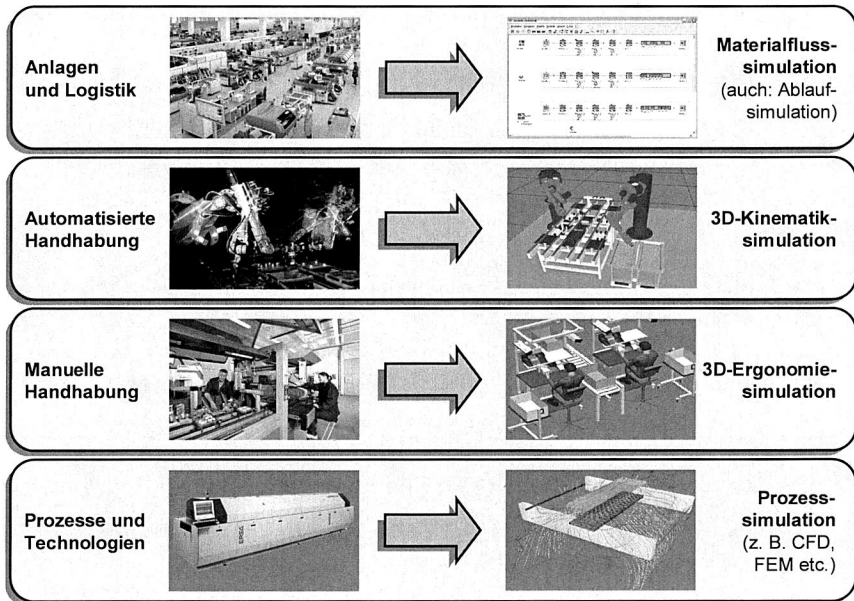 Anlagen
und Logistik
Materialfluss-
simulation
(auch: Ablauf-
simulation)
Automatisierte
Handhabung
3D-Kinematik-
simulation
Manuelle
Handhabung
3D-Ergonomie-
simulation
Prozesse und
Technologien
ERSA
Prozess-
simulation
(z. B. CFD,
FEM etc.)